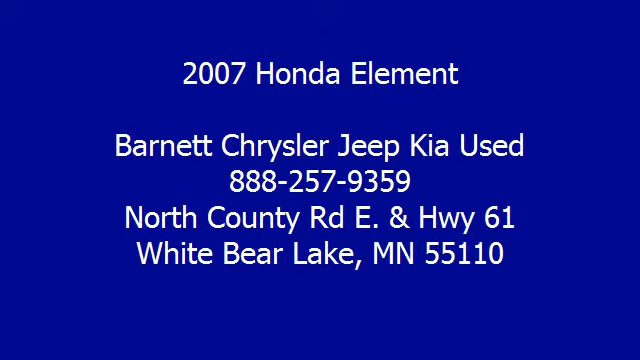 2007 Honda Element
Barnett Chrysler Jeep Kia Used
888-257-9359
North County Rd E. & Hwy 61
White Bear Lake, MN 55110